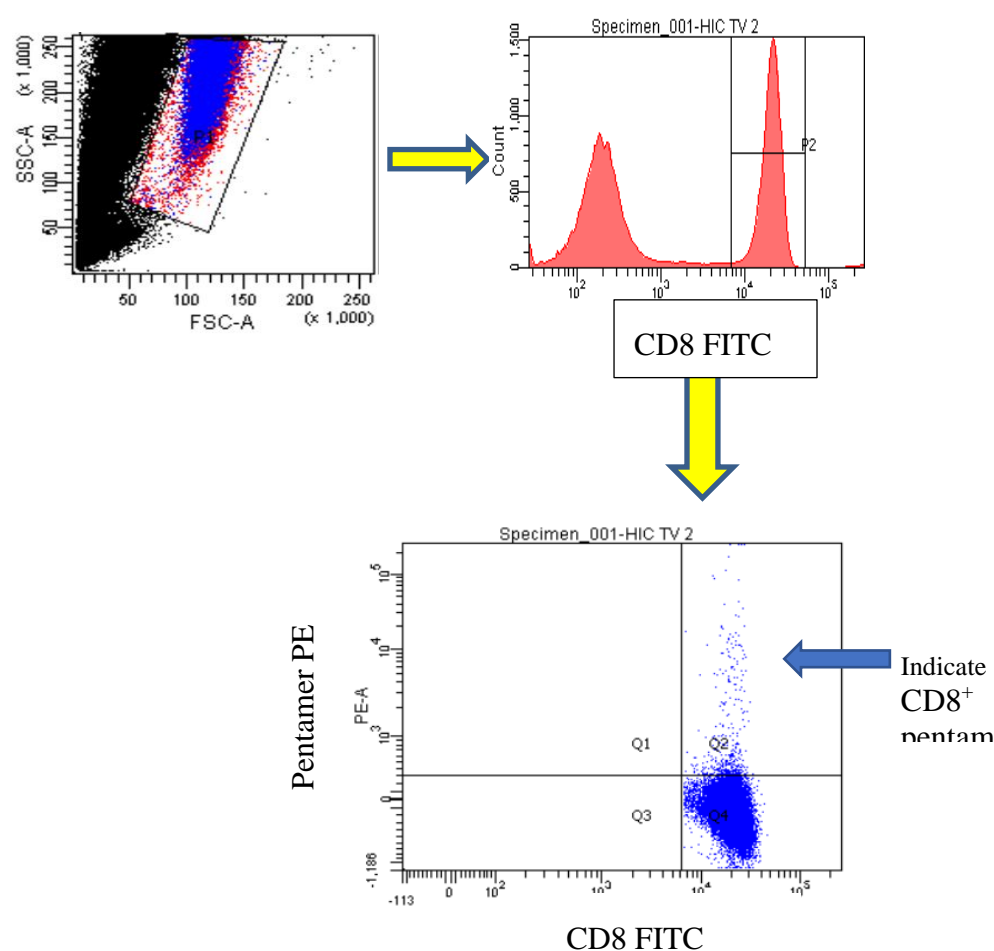 SSC-A
(x 1,000)
50 100 150 200 250
P1
50 100 150 200 250
FSC-A
(x 1,000)
Specimen_001-HIC TV 2
Count
0 500 1,000 1,500
P2
10² 10³ 10⁴ 10⁵
CD8 FITC
Specimen_001-HIC TV 2
Pentamer PE
PE-A
-1,186 0 10³ 10⁴ 10⁵
Q1 Q2
Q3 Q4
-113 0 10² 10³ 10⁴ 10⁵
CD8 FITC
Indicate
CD8⁺
pentam